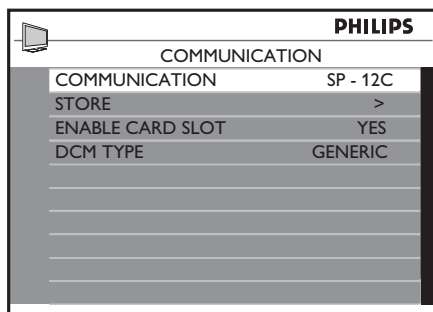 PHILIPS
COMMUNICATION
COMMUNICATION SP - 12C
STORE >
ENABLE CARD SLOT YES
DCM TYPE GENERIC